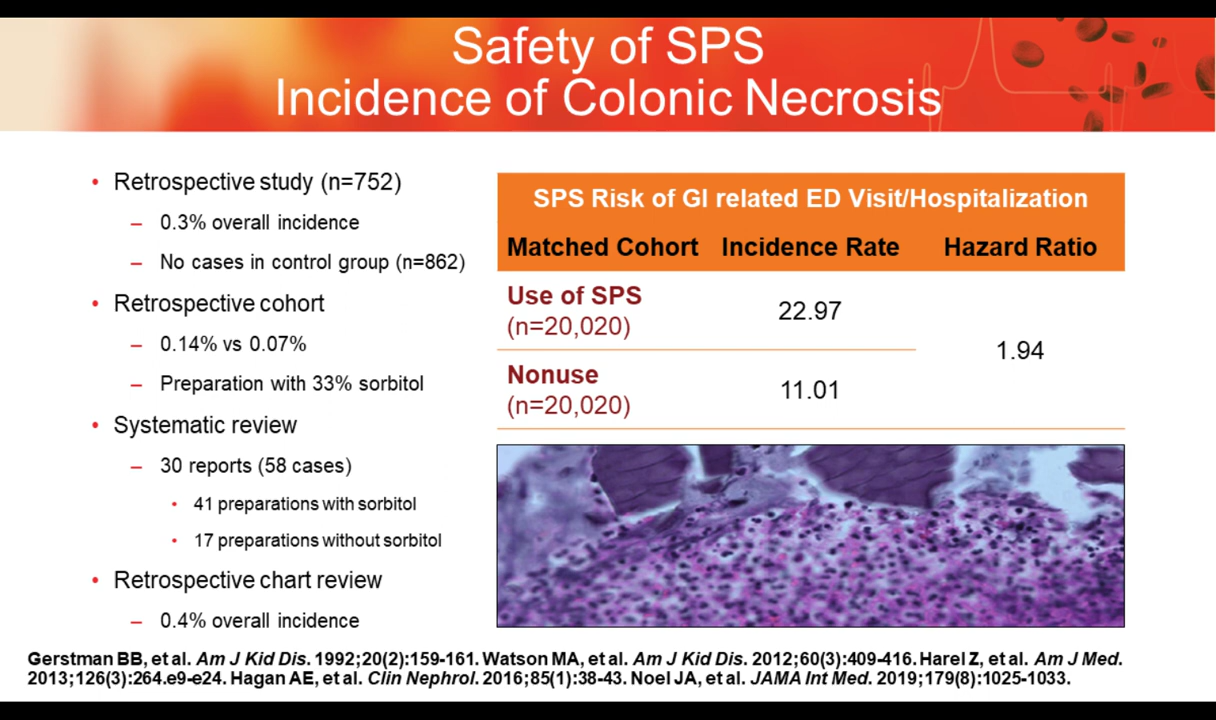 Safety of SPS
Incidence of Colonic Necrosis
• Retrospective study (n=752)
– 0.3% overall incidence
– No cases in control group (n=862)
• Retrospective cohort
– 0.14% vs 0.07%
– Preparation with 33% sorbitol
• Systematic review
– 30 reports (58 cases)
• 41 preparations with sorbitol
• 17 preparations without sorbitol
• Retrospective chart review
– 0.4% overall incidence
SPS Risk of GI related ED Visit/Hospitalization
Matched Cohort Incidence Rate Hazard Ratio
Use of SPS
(n=20,020)
22.97
1.94
Nonuse
(n=20,020)
11.01
Gerstman BB, et al. Am J Kid Dis. 1992;20(2):159-161. Watson MA, et al. Am J Kid Dis. 2012;60(3):409-416. Harel Z, et al. Am J Med.
2013;126(3):264.e9-e24. Hagan AE, et al. Clin Nephrol. 2016;85(1):38-43. Noel JA, et al. JAMA Int Med. 2019;179(8):1025-1033.